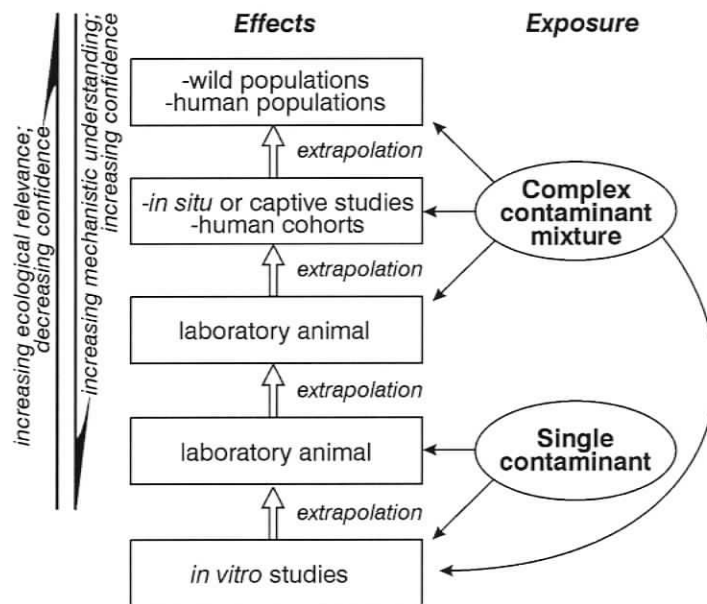 Effects
Exposure
increasing ecological relevance;
decreasing confidence
increasing mechanistic understanding;
increasing confidence
-wild populations
-human populations
extrapolation
-in situ or captive studies
-human cohorts
extrapolation
laboratory animal
extrapolation
laboratory animal
extrapolation
in vitro studies
Complex
contaminant
mixture
Single
contaminant